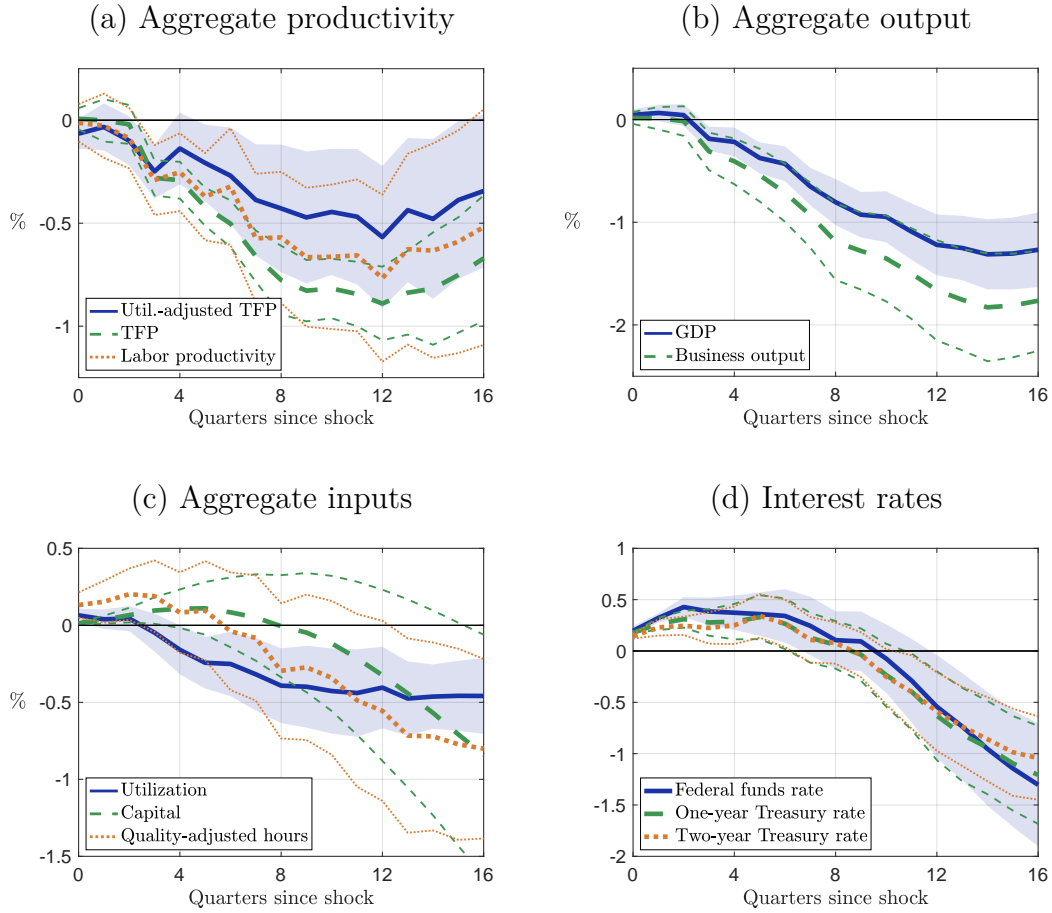 (a) Aggregate productivity
0
-0.5
-1
%
Util.-adjusted TFP
TFP
Labor productivity
0 4 8 12 16
Quarters since shock
(b) Aggregate output
0
-1
-2
%
GDP
Business output
0 4 8 12 16
Quarters since shock
(c) Aggregate inputs
0.5
0
-0.5
-1
-1.5
%
Utilization
Capital
Quality-adjusted hours
0 4 8 12 16
Quarters since shock
(d) Interest rates
1
0.5
0
-0.5
-1
-1.5
-2
%
Federal funds rate
One-year Treasury rate
Two-year Treasury rate
0 4 8 12 16
Quarters since shock